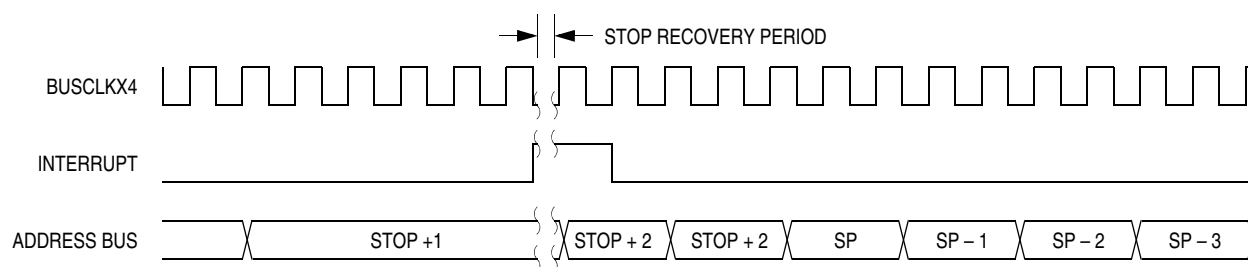 STOP RECOVERY PERIOD
BUSCLKX4
INTERRUPT
ADDRESS BUS STOP +1 STOP + 2 STOP + 2 SP SP – 1 SP – 2 SP – 3